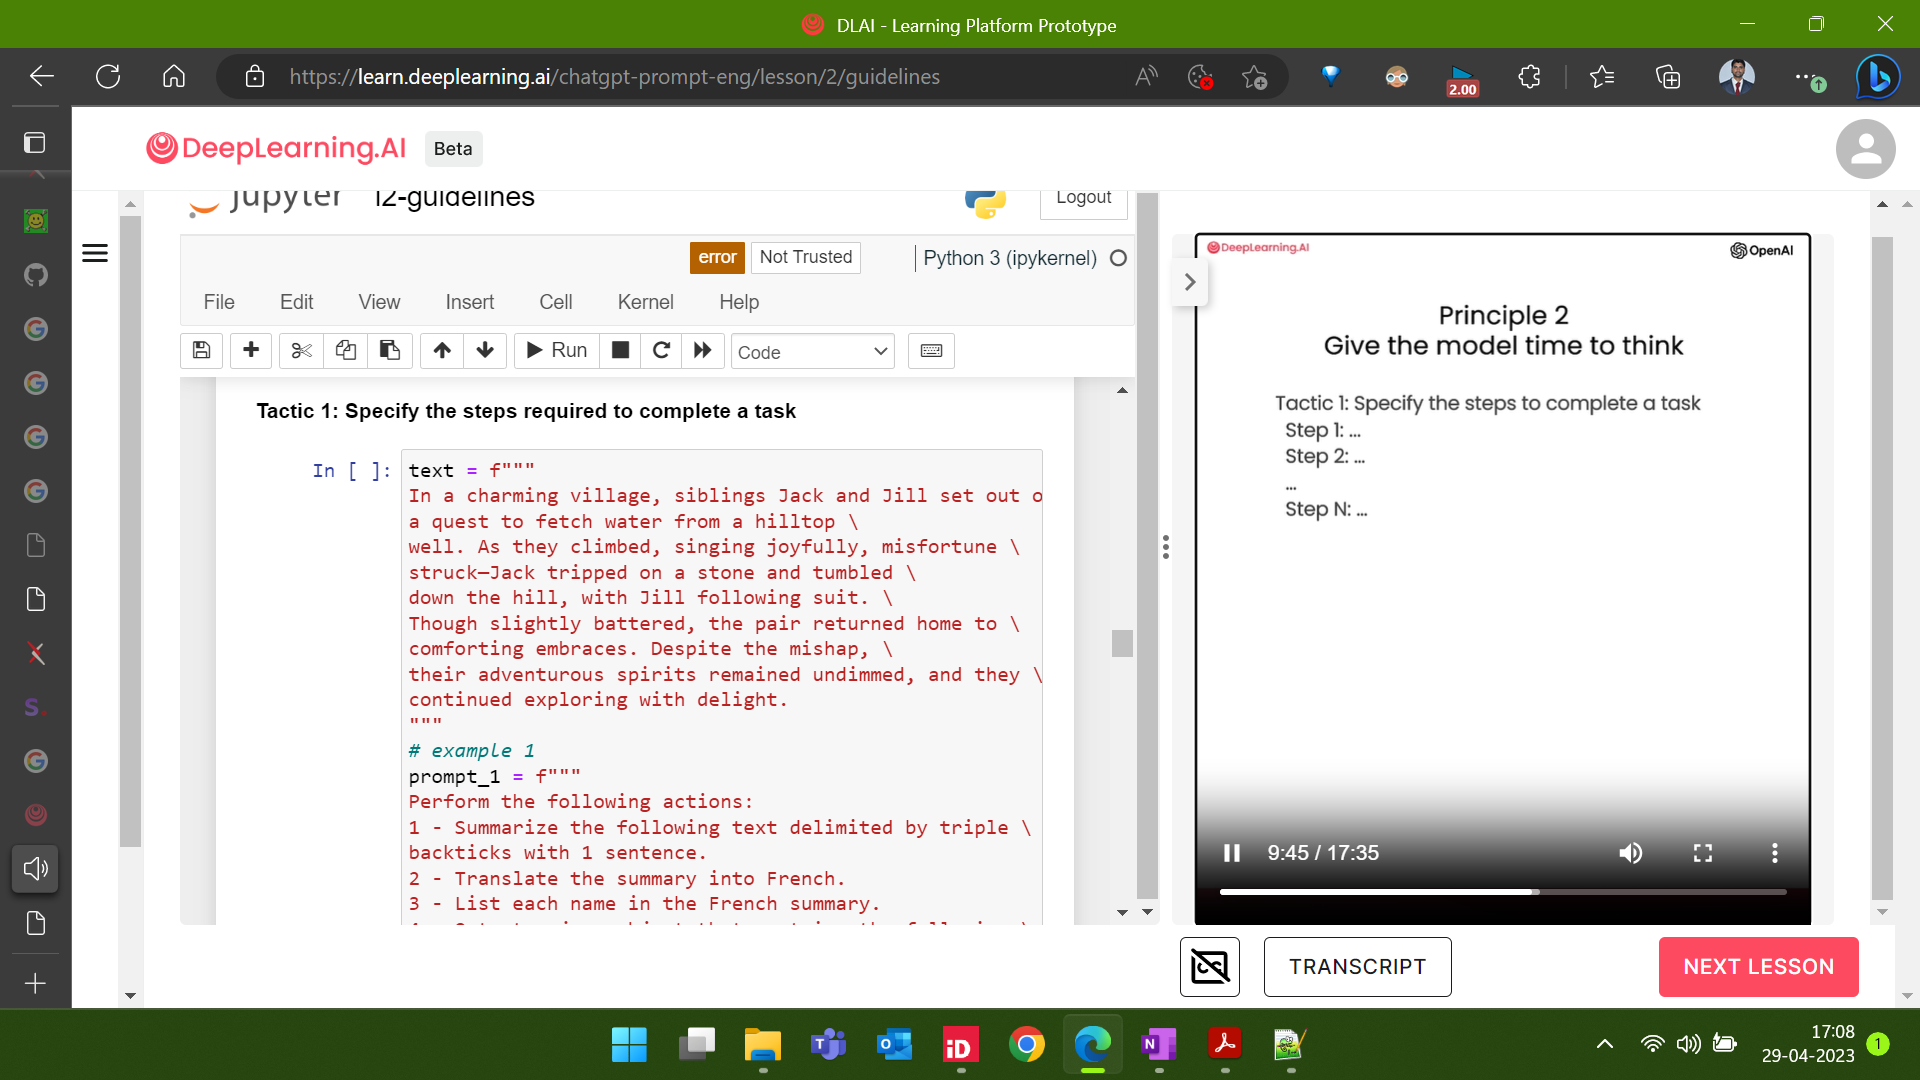 DLAI - Learning Platform Prototype
https://learn.deeplearning.ai/chatgpt-prompt-eng/lesson/2/guidelines
2.00
DeepLearning.AI
Beta
jupyter l2-guidelines
Logout
error
Not Trusted
Python 3 (ipykernel)
File Edit View Insert Cell Kernel Help
Run
Code
Tactic 1: Specify the steps required to complete a task
In [ ]:
text = f"""
In a charming village, siblings Jack and Jill set out o
a quest to fetch water from a hilltop \
well. As they climbed, singing joyfully, misfortune \
struck—Jack tripped on a stone and tumbled \
down the hill, with Jill following suit. \
Though slightly battered, the pair returned home to \
comforting embraces. Despite the mishap, \
their adventurous spirits remained undimmed, and they \
continued exploring with delight.
"""
# example 1
prompt_1 = f"""
Perform the following actions:
1 - Summarize the following text delimited by triple \
backticks with 1 sentence.
2 - Translate the summary into French.
3 - List each name in the French summary.
DeepLearning.AI
OpenAI
Principle 2
Give the model time to think
Tactic 1: Specify the steps to complete a task
Step 1: ...
Step 2: ...
...
Step N: ...
9:45 / 17:35
TRANSCRIPT
NEXT LESSON
17:08
29-04-2023
1